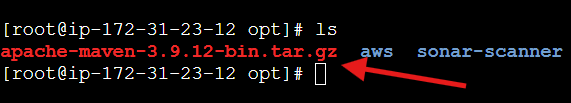 [root@ip-172-31-23-12 opt]# ls
apache-maven-3.9.12-bin.tar.gz  aws  sonar-scanner
[root@ip-172-31-23-12 opt]#